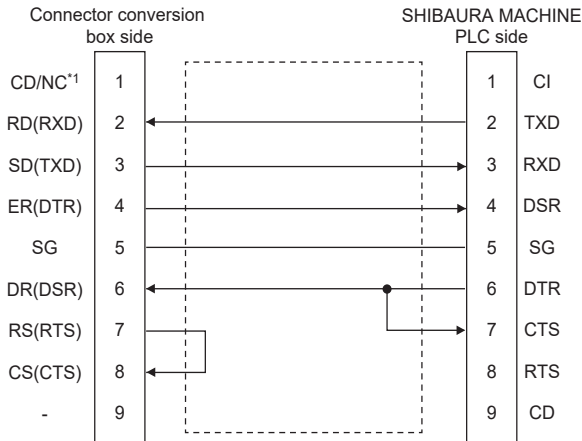 Connector conversion
box side
SHIBAURA MACHINE
PLC side
CD/NC*1 1 1 CI
RD(RXD) 2 2 TXD
SD(TXD) 3 3 RXD
ER(DTR) 4 4 DSR
SG 5 5 SG
DR(DSR) 6 6 DTR
RS(RTS) 7 7 CTS
CS(CTS) 8 8 RTS
- 9 9 CD